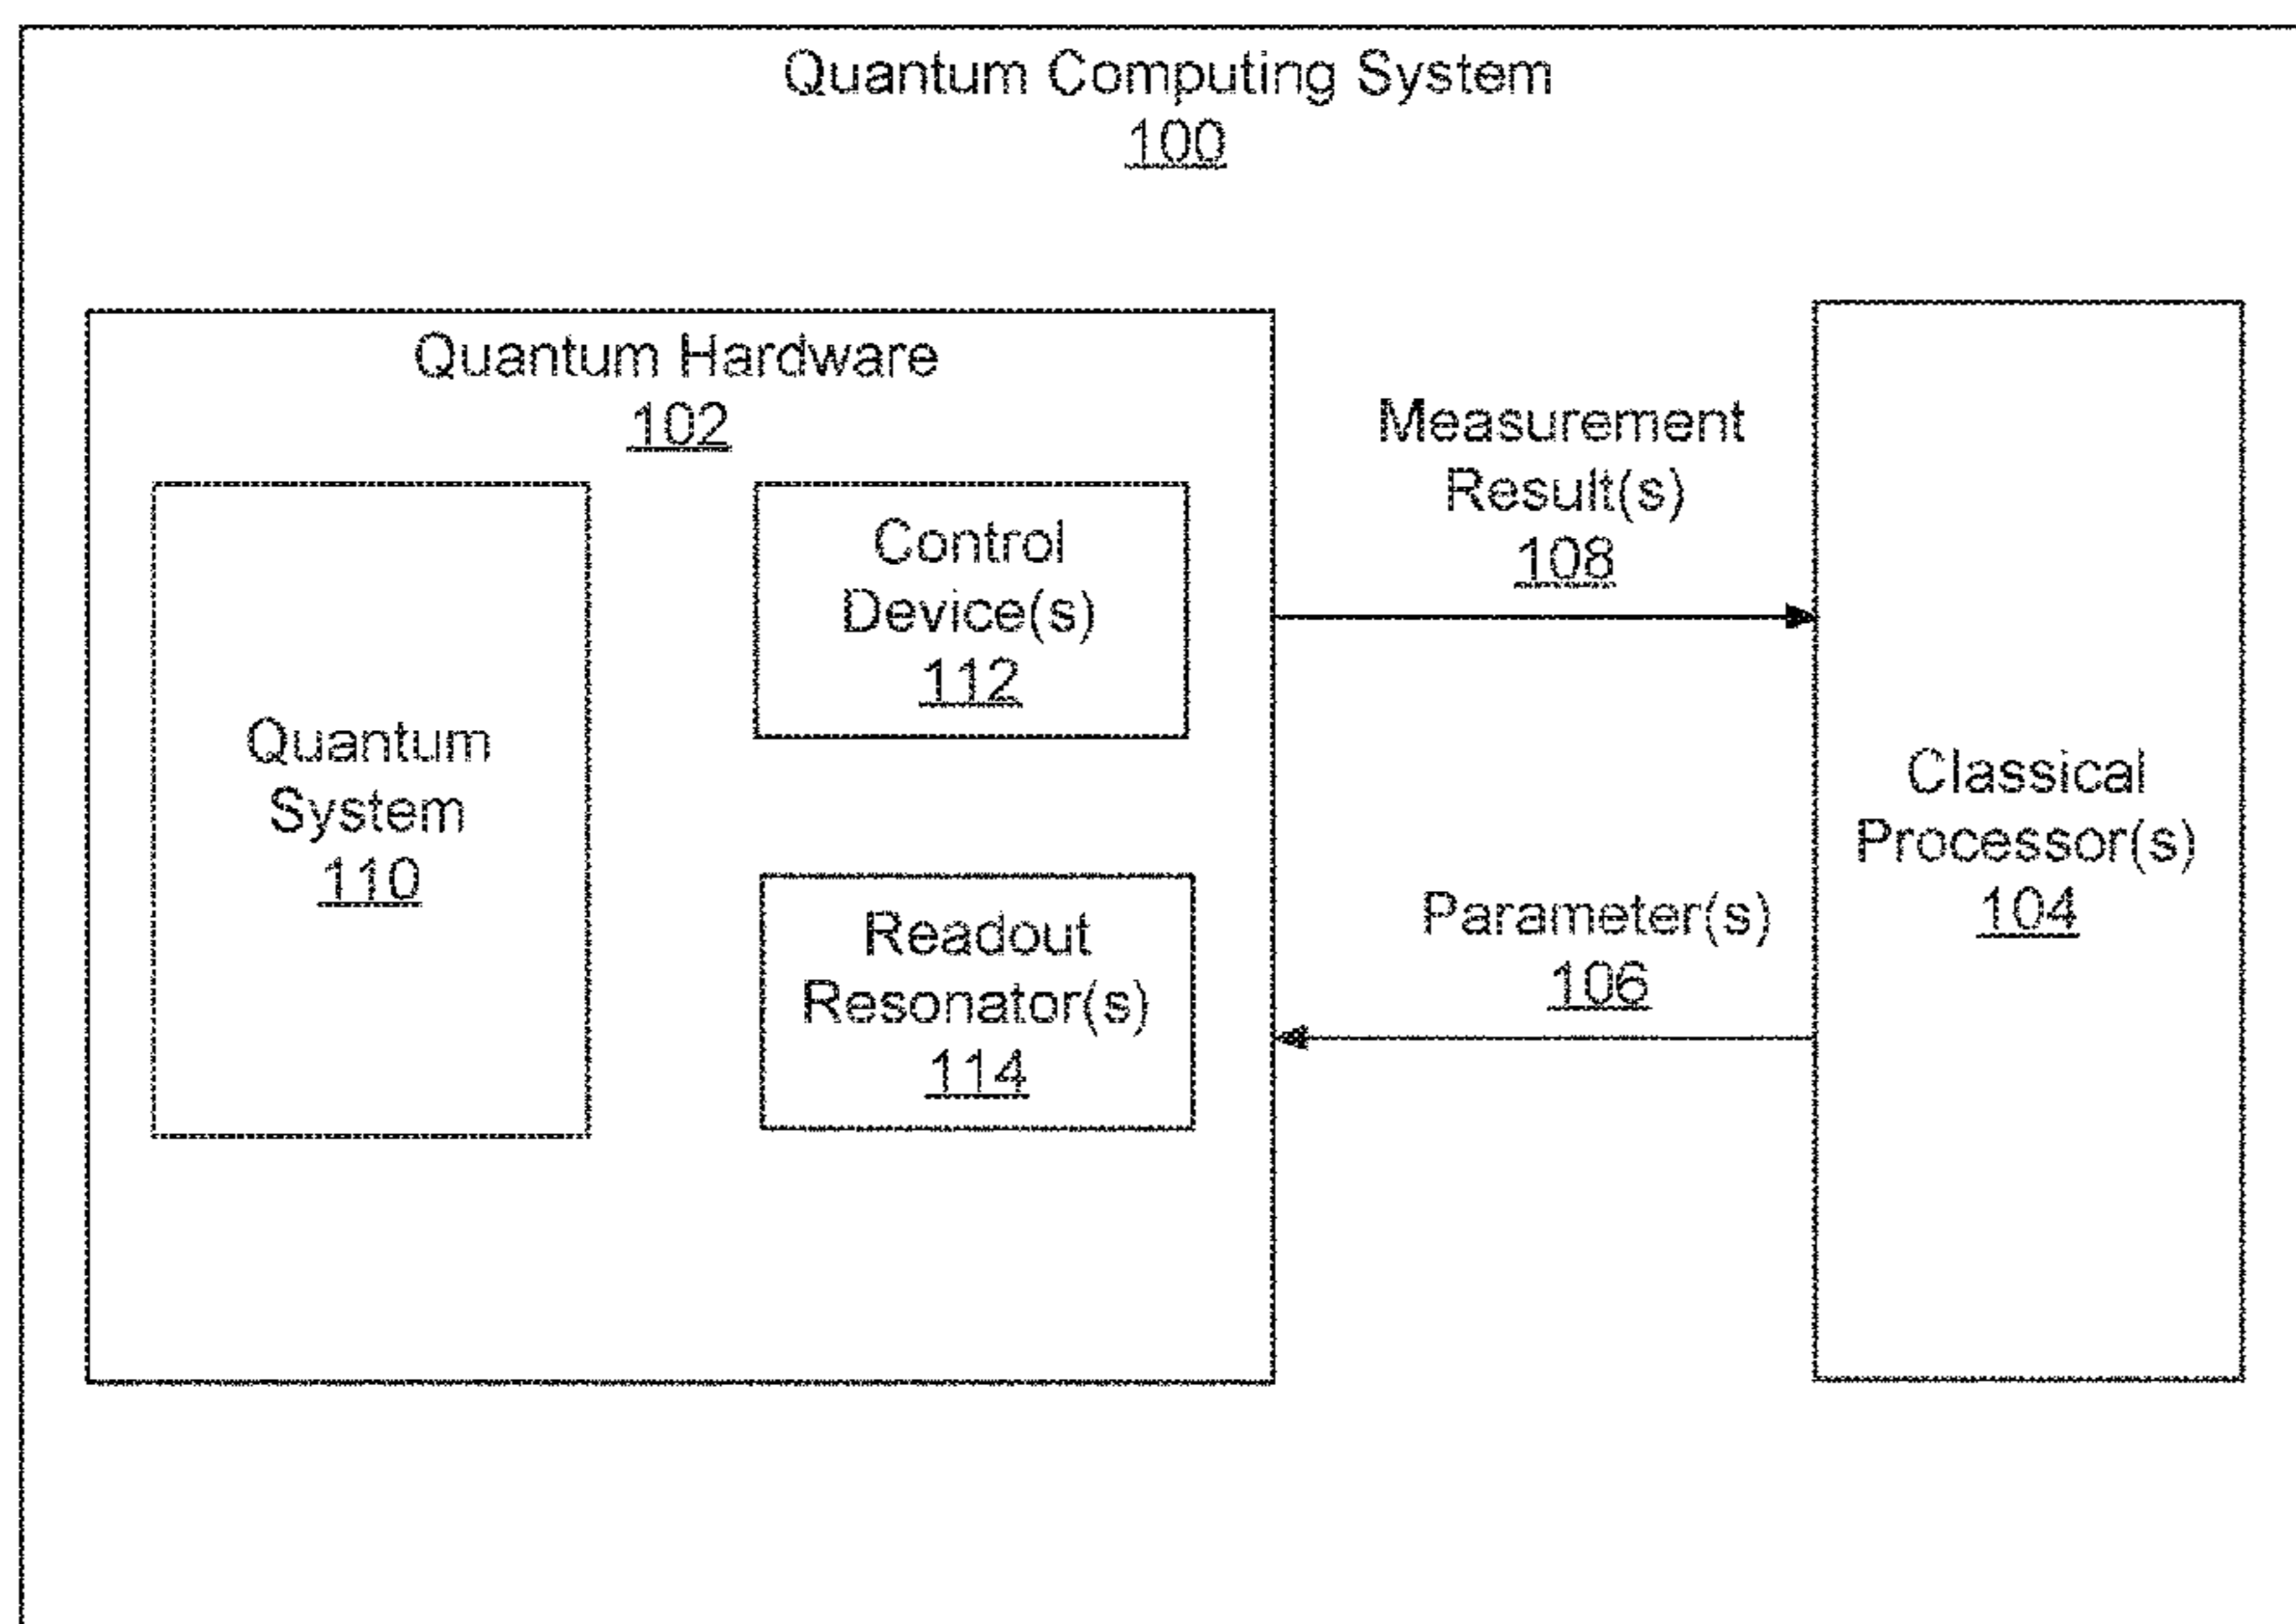 Quantum Computing System
100
Quantum Hardware
102
Quantum
System
110
Control
Device(s)
112
Readout
Resonator(s)
114
Measurement
Result(s)
108
Parameter(s)
106
Classical
Processor(s)
104